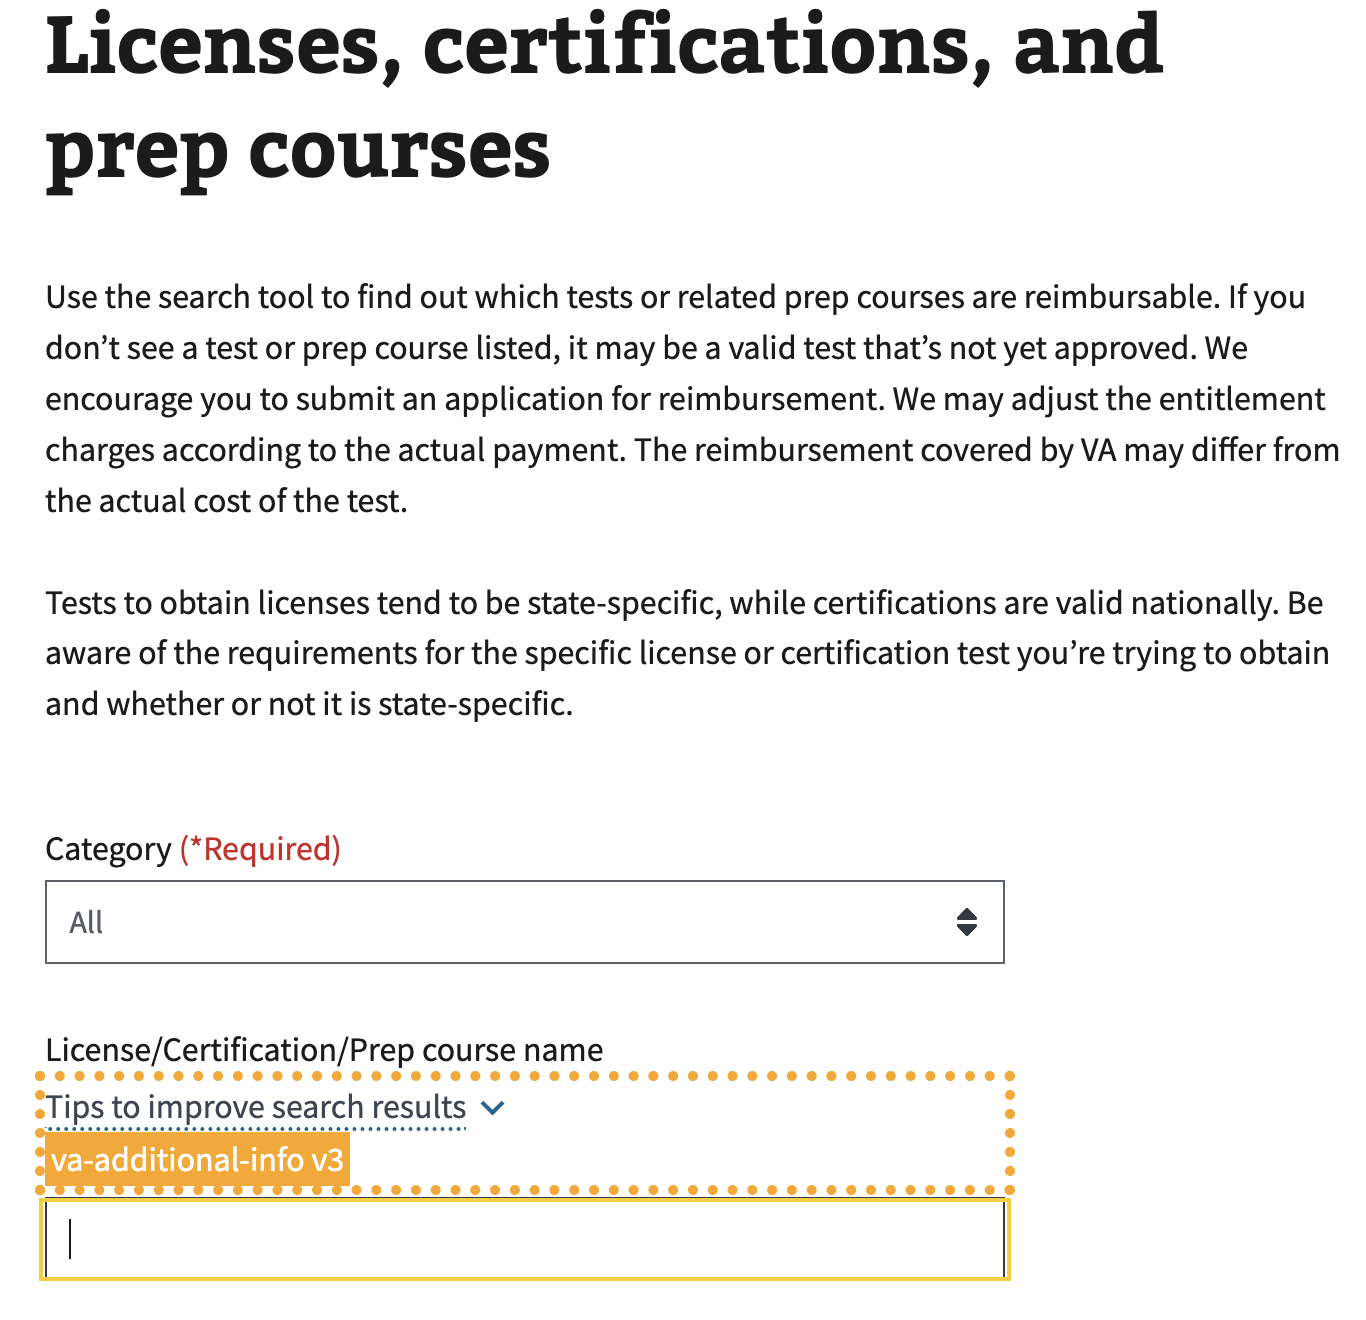 Licenses, certifications, and
prep courses
Use the search tool to find out which tests or related prep courses are reimbursable. If you
don’t see a test or prep course listed, it may be a valid test that’s not yet approved. We
encourage you to submit an application for reimbursement. We may adjust the entitlement
charges according to the actual payment. The reimbursement covered by VA may differ from
the actual cost of the test.
Tests to obtain licenses tend to be state-specific, while certifications are valid nationally. Be
aware of the requirements for the specific license or certification test you’re trying to obtain
and whether or not it is state-specific.
Category (*Required)
All
License/Certification/Prep course name
Tips to improve search results
va-additional-info v3